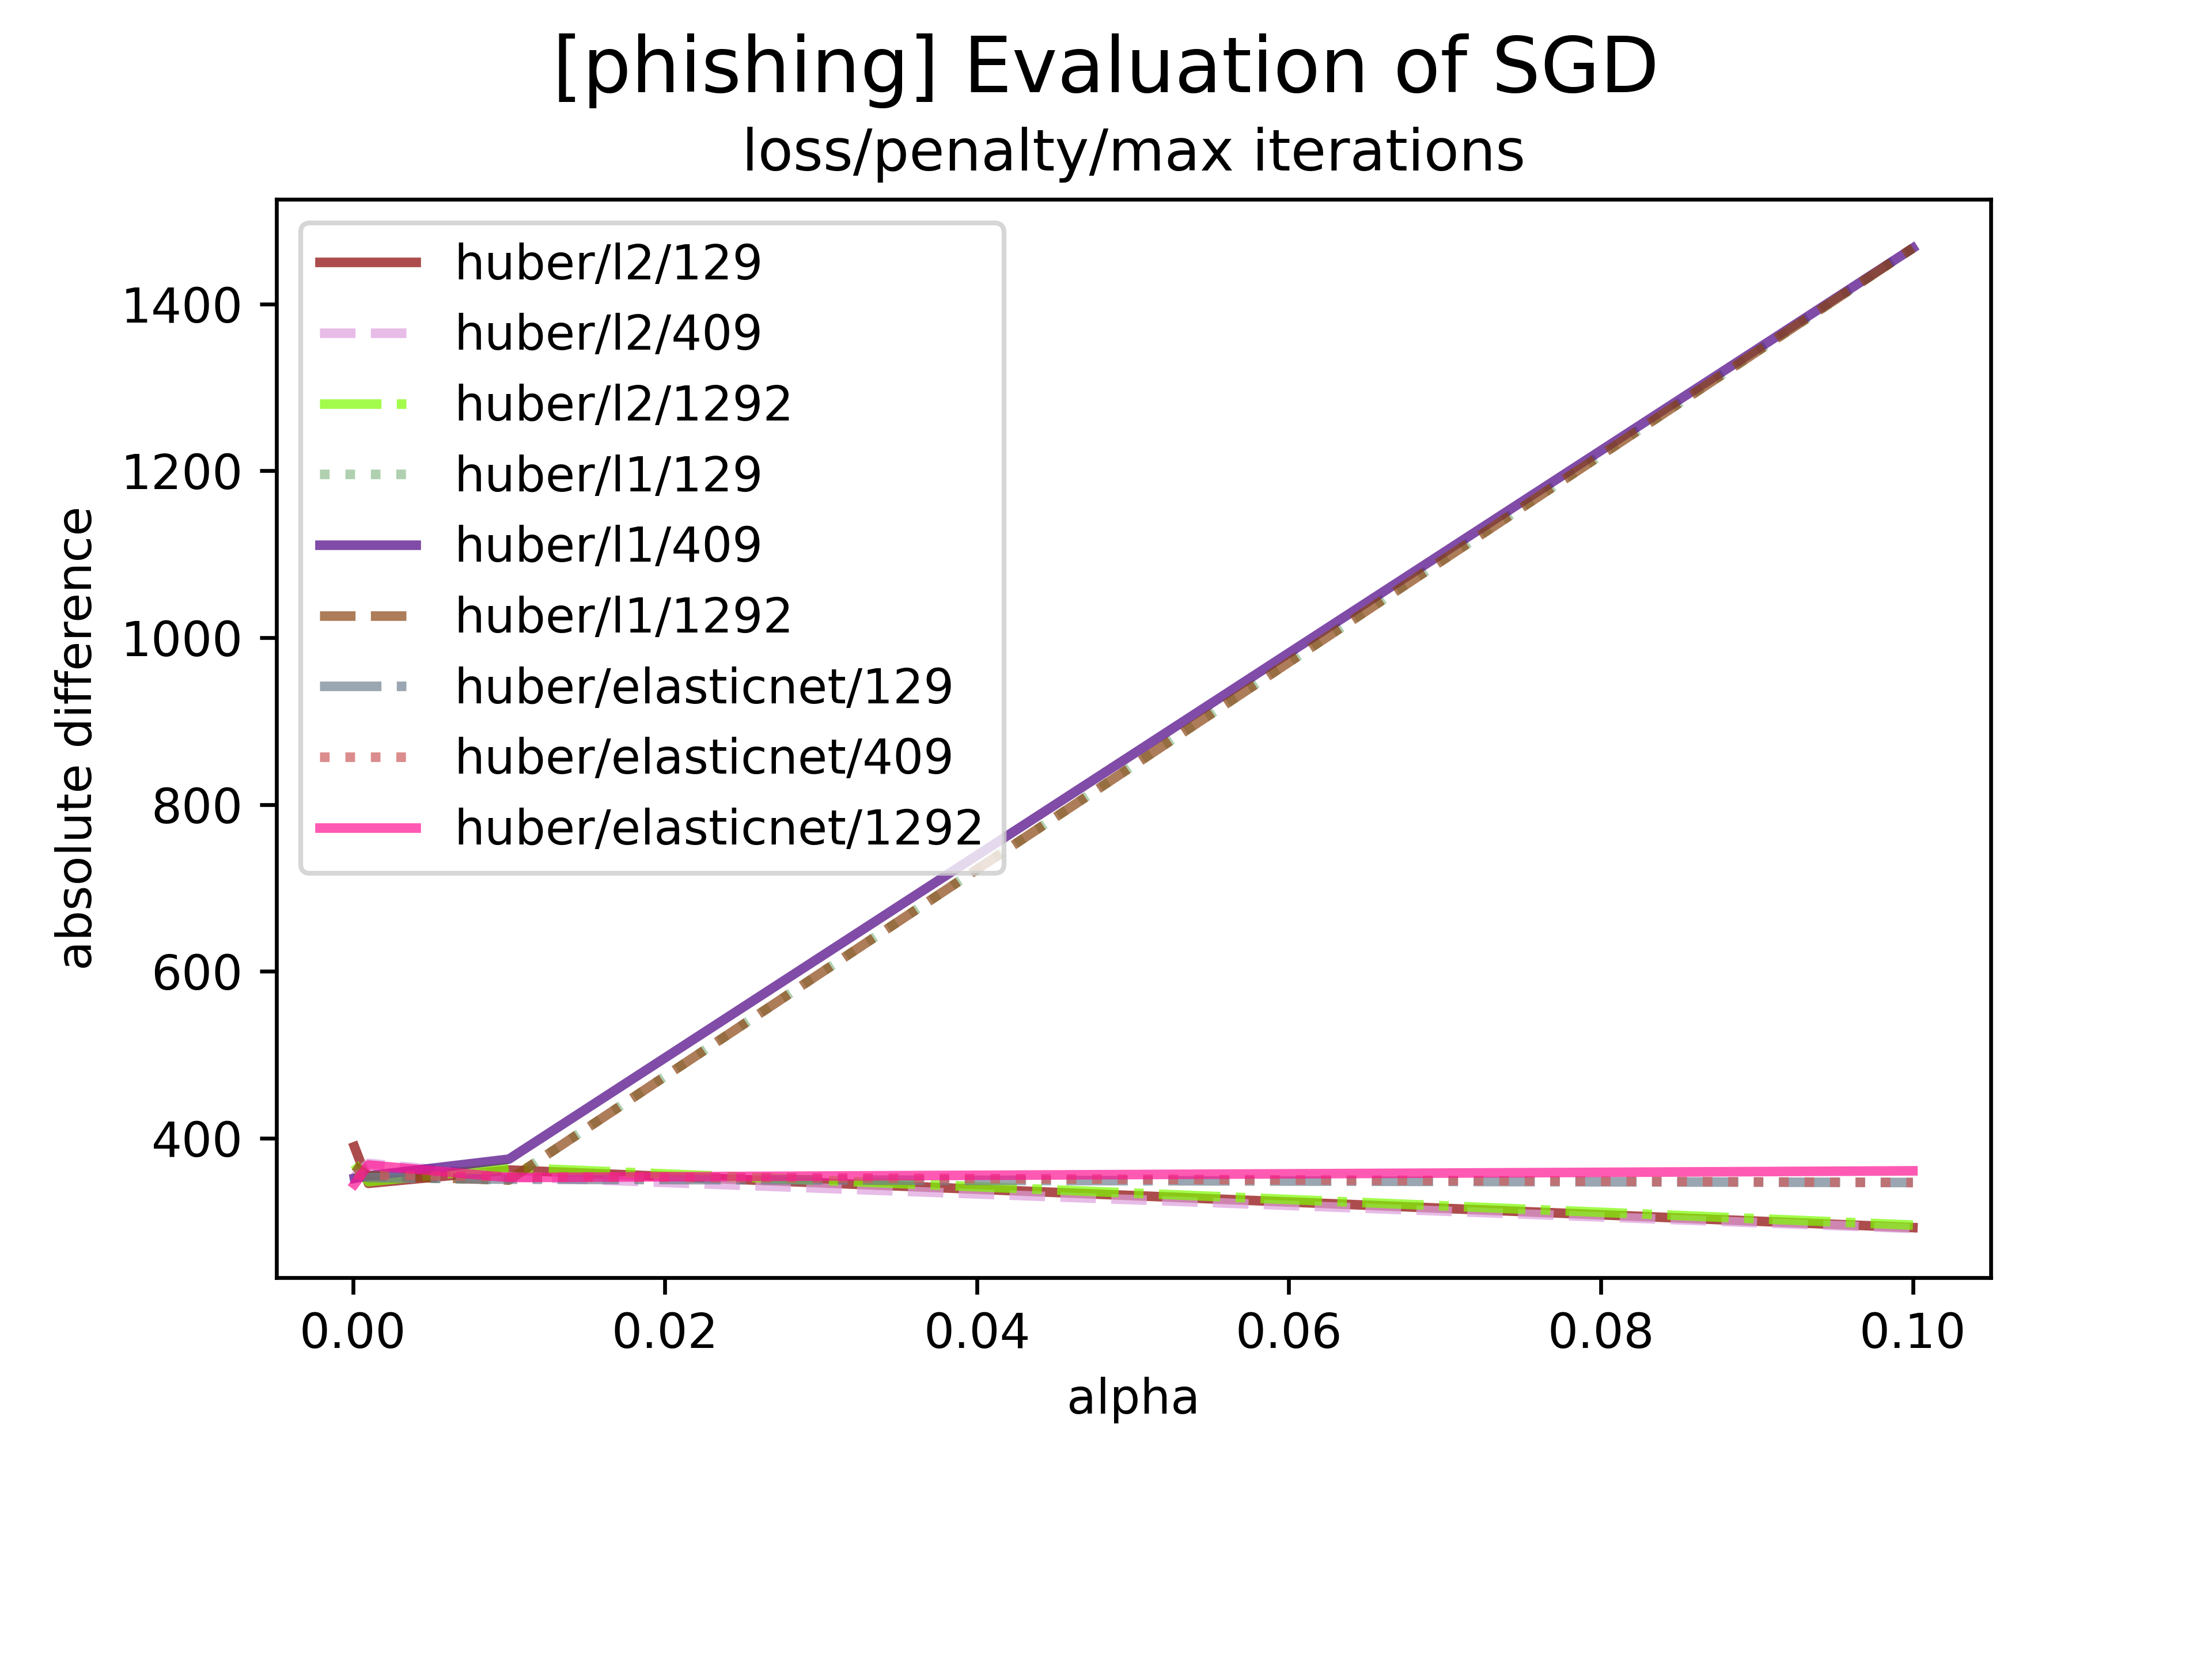 [phishing] Evaluation of SGD
loss/penalty/max iterations
huber/l2/129
huber/l2/409
huber/l2/1292
huber/l1/129
huber/l1/409
huber/l1/1292
huber/elasticnet/129
huber/elasticnet/409
huber/elasticnet/1292
absolute difference
1400
1200
1000
800
600
400
0.00 0.02 0.04 0.06 0.08 0.10
alpha